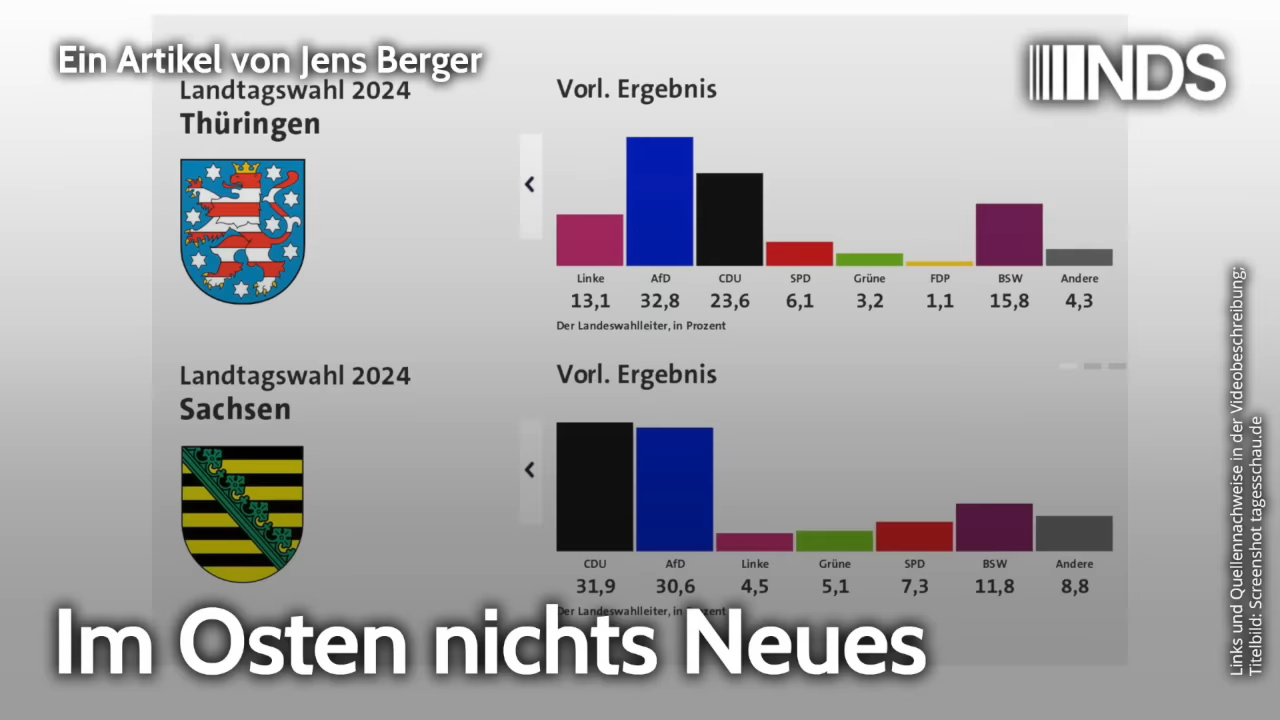 Ein Artikel von Jens Berger
NDS
Landtagswahl 2024
Thüringen
Vorl. Ergebnis
Linke AfD CDU SPD Grüne FDP BSW Andere
13,1 32,8 23,6 6,1 3,2 1,1 15,8 4,3
Der Landeswahlleiter, in Prozent
Landtagswahl 2024
Sachsen
Vorl. Ergebnis
CDU AfD Linke Grüne SPD BSW Andere
31,9 30,6 4,5 5,1 7,3 11,8 8,8
Der Landeswahlleiter, in Prozent
Im Osten nichts Neues
Links und Quellennachweise in der Videobeschreibung;
Titelbild: Screenshot tagesschau.de